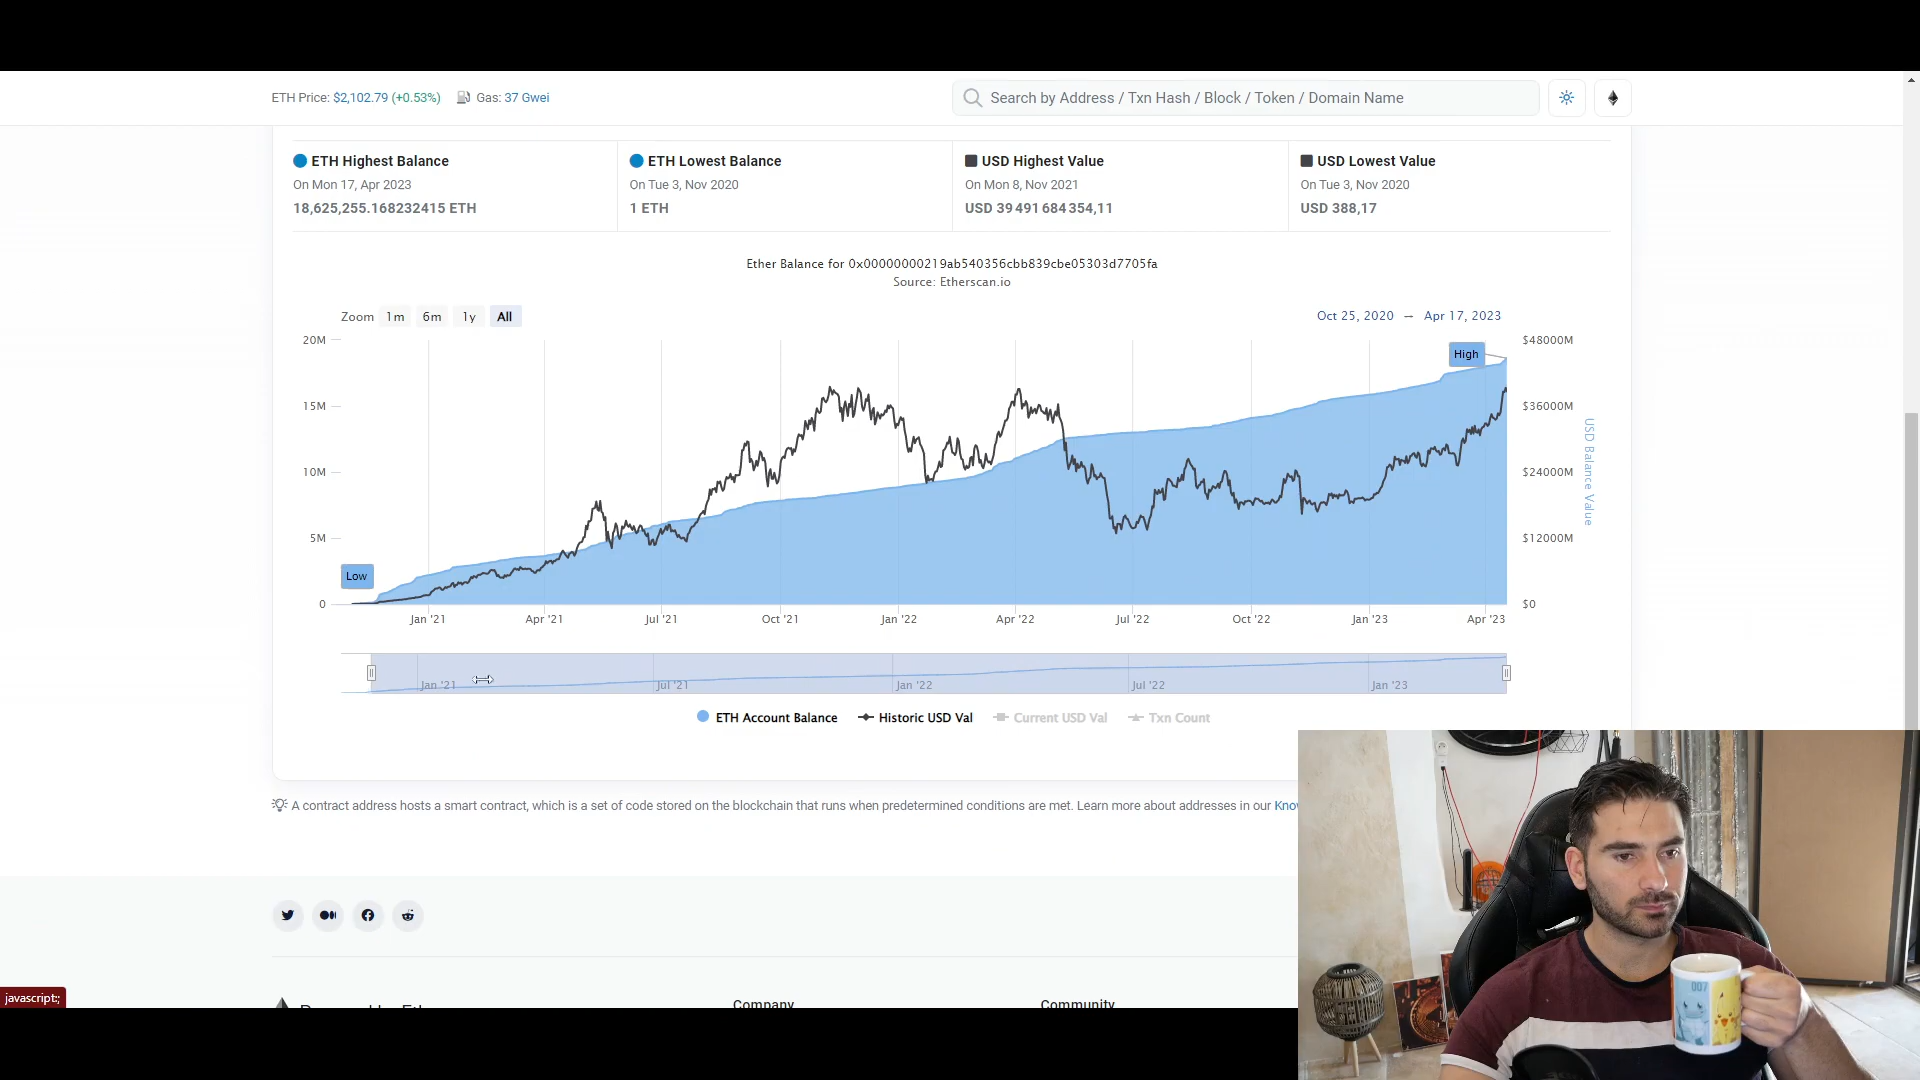 ETH Price: $2,102.79 (+0.53%) Gas: 37 Gwei
Search by Address / Txn Hash / Block / Token / Domain Name
ETH Highest Balance
On Mon 17, Apr 2023
18,625,255.168232415 ETH
ETH Lowest Balance
On Tue 3, Nov 2020
1 ETH
USD Highest Value
On Mon 8, Nov 2021
USD 39 491 684 354,11
USD Lowest Value
On Tue 3, Nov 2020
USD 388,17
Ether Balance for 0x00000000219ab540356cbb839cbe05303d7705fa
Source: Etherscan.io
Zoom 1m 6m 1y All
Oct 25, 2020 → Apr 17, 2023
20M
15M
10M
5M
0
High
Low
$48000M
$36000M
$24000M
$12000M
$0
USD Balance Value
Jan '21 Apr '21 Jul '21 Oct '21 Jan '22 Apr '22 Jul '22 Oct '22 Jan '23 Apr '23
Jan '21 Jul '21 Jan '22 Jul '22 Jan '23
ETH Account Balance Historic USD Val Current USD Val Txn Count
A contract address hosts a smart contract, which is a set of code stored on the blockchain that runs when predetermined conditions are met. Learn more about addresses in our
javascript:;
Company
Community
007